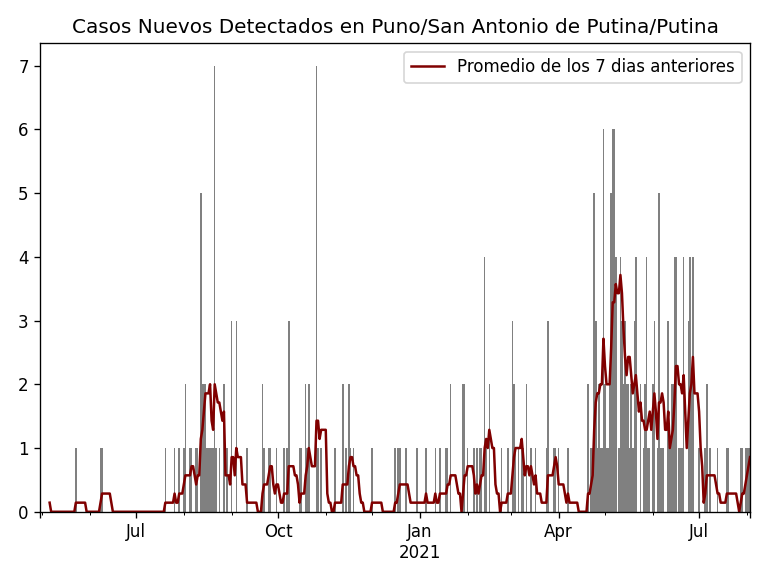 Casos Nuevos Detectados en Puno/San Antonio de Putina/Putina
Promedio de los 7 dias anteriores
7
6
5
4
3
2
1
0
Jul
Oct
Jan
Apr
Jul
2021